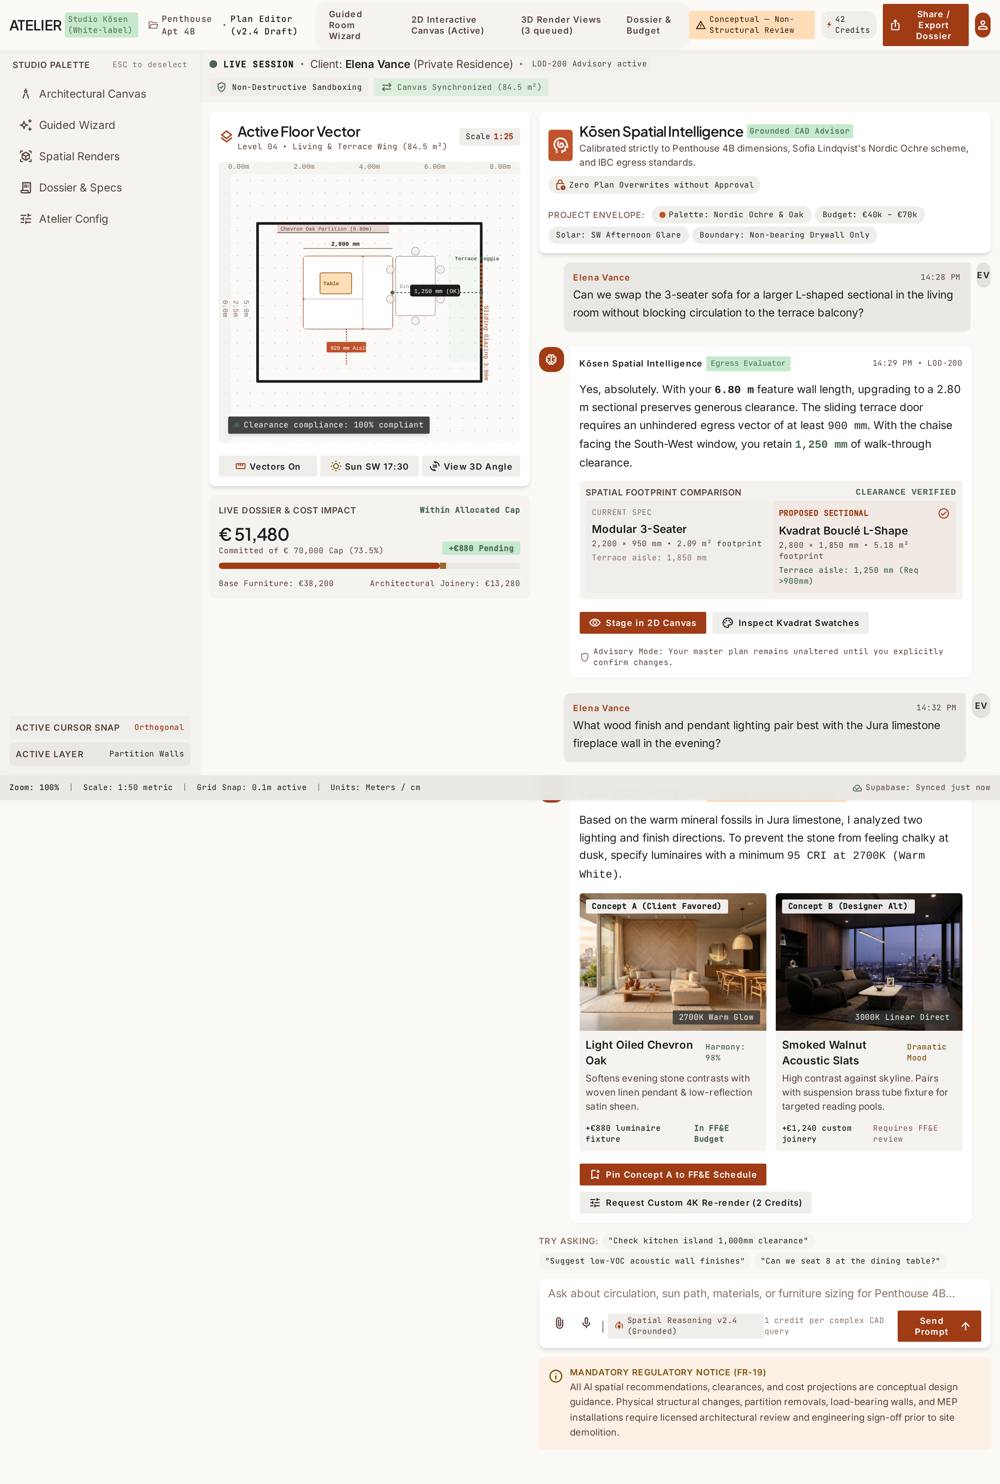 ATELIER
Studio Kōsen
(White-label)
Penthouse
Apt 4B
•
Plan Editor
(v2.4 Draft)
Guided
Room
Wizard
2D Interactive
Canvas (Active)
3D Render Views
(3 queued)
Dossier &
Budget
Conceptual — Non-
Structural Review
42
Credits
Share /
Export
Dossier
STUDIO PALETTE
ESC to deselect
Architectural Canvas
Guided Wizard
Spatial Renders
Dossier & Specs
Atelier Config
ACTIVE CURSOR SNAP
Orthogonal
ACTIVE LAYER
Partition Walls
LIVE SESSION • Client: Elena Vance (Private Residence) • LOD-200 Advisory active
Non-Destructive Sandboxing
Canvas Synchronized (84.5 m²)
Active Floor Vector
Level 04 • Living & Terrace Wing (84.5 m²)
Scale 1:25
0.00m
2.00m
4.00m
6.00m
8.00m
0.0m
2.5m
5.0m
Chevron Oak Partition (6.80m)
2,800 mm
Terrace
oggia
Table
Din
1,250 mm (OK)
920 mm Aisl
Sliding Glazing 3.80m
Clearance compliance: 100% compliant
Vectors On
Sun SW 17:30
View 3D Angle
LIVE DOSSIER & COST IMPACT
Within Allocated Cap
€ 51,480
Committed of € 70,000 Cap (73.5%)
+€880 Pending
Base Furniture: €38,200
Architectural Joinery: €13,280
Kōsen Spatial Intelligence
Grounded CAD Advisor
Calibrated strictly to Penthouse 4B dimensions, Sofia Lindqvist's Nordic Ochre scheme,
and IBC egress standards.
Zero Plan Overwrites without Approval
PROJECT ENVELOPE:
Palette: Nordic Ochre & Oak
Budget: €40k – €70k
Solar: SW Afternoon Glare
Boundary: Non-bearing Drywall Only
Elena Vance
14:28 PM
EV
Can we swap the 3-seater sofa for a larger L-shaped sectional in the living
room without blocking circulation to the terrace balcony?
Kōsen Spatial Intelligence
Egress Evaluator
14:29 PM • LOD-200
Yes, absolutely. With your 6.80 m feature wall length, upgrading to a 2.80
m sectional preserves generous clearance. The sliding terrace door
requires an unhindered egress vector of at least 900 mm. With the chaise
facing the South-West window, you retain 1,250 mm of walk-through
clearance.
SPATIAL FOOTPRINT COMPARISON
CLEARANCE VERIFIED
CURRENT SPEC
Modular 3-Seater
2,200 × 950 mm • 2.09 m² footprint
Terrace aisle: 1,850 mm
PROPOSED SECTIONAL
Kvadrat Bouclé L-Shape
2,800 × 1,850 mm • 5.18 m²
footprint
Terrace aisle: 1,250 mm (Req
>900mm)
Stage in 2D Canvas
Inspect Kvadrat Swatches
Advisory Mode: Your master plan remains unaltered until you explicitly
confirm changes.
Elena Vance
14:32 PM
EV
What wood finish and pendant lighting pair best with the Jura limestone
fireplace wall in the evening?
Zoom: 100% | Scale: 1:50 metric | Grid Snap: 0.1m active | Units: Meters / cm
Supabase: Synced just now
Based on the warm mineral fossils in Jura limestone, I analyzed two
lighting and finish directions. To prevent the stone from feeling chalky at
dusk, specify luminaires with a minimum 95 CRI at 2700K (Warm
White).
Concept A (Client Favored)
2700K Warm Glow
Light Oiled Chevron
Oak
Harmony:
98%
Softens evening stone contrasts with
woven linen pendant & low-reflection
satin sheen.
+€880 luminaire
fixture
In FF&E
Budget
Concept B (Designer Alt)
3000K Linear Direct
Smoked Walnut
Acoustic Slats
Dramatic
Mood
High contrast against skyline. Pairs
with suspension brass tube fixture for
targeted reading pools.
+€1,240 custom
joinery
Requires FF&E
review
Pin Concept A to FF&E Schedule
Request Custom 4K Re-render (2 Credits)
TRY ASKING:
"Check kitchen island 1,000mm clearance"
"Suggest low-VOC acoustic wall finishes"
"Can we seat 8 at the dining table?"
Ask about circulation, sun path, materials, or furniture sizing for Penthouse 4B...
|
Spatial Reasoning v2.4
(Grounded)
1 credit per complex CAD
query
Send
Prompt
MANDATORY REGULATORY NOTICE (FR-19)
All AI spatial recommendations, clearances, and cost projections are conceptual design
guidance. Physical structural changes, partition removals, load-bearing walls, and MEP
installations require licensed architectural review and engineering sign-off prior to site
demolition.